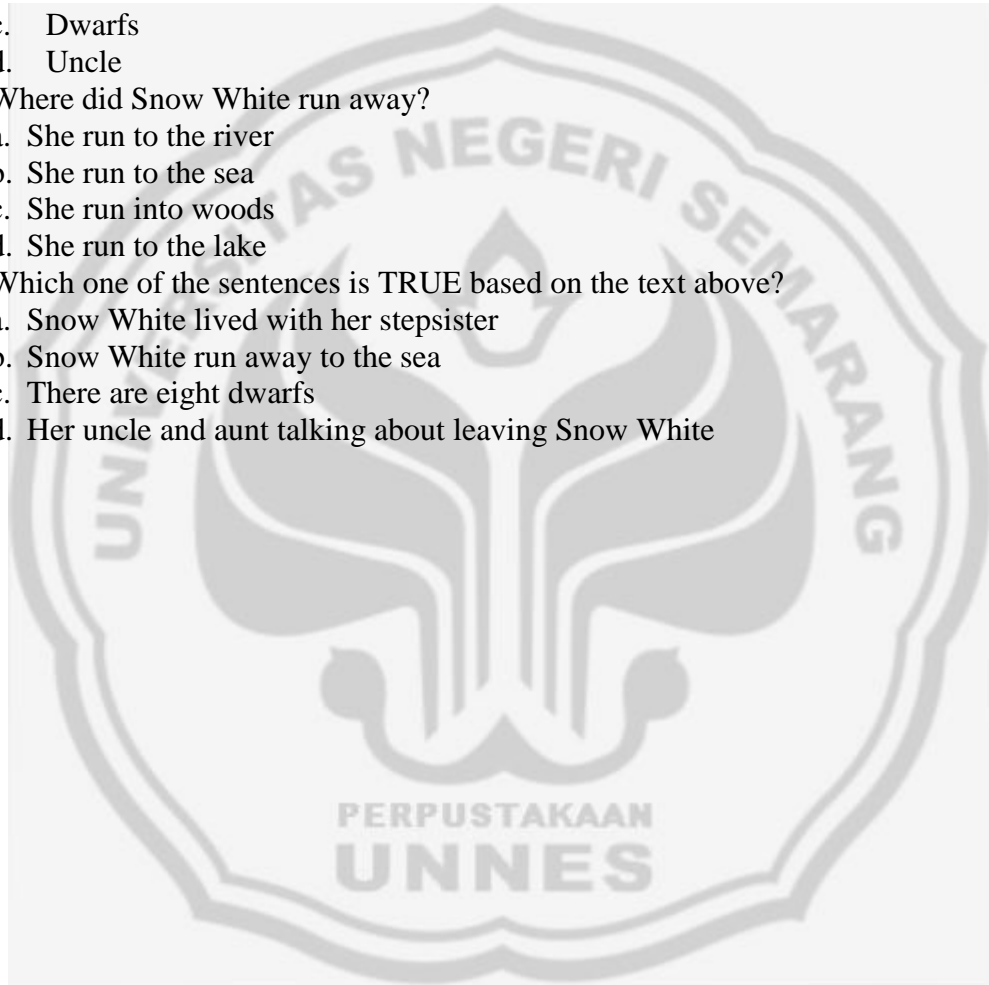 c. Dwarfs
d. Uncle
Where did Snow White run away?
a. She run to the river
b. She run to the sea
c. She run into woods
d. She run to the lake
Which one of the sentences is TRUE based on the text above?
a. Snow White lived with her stepsister
b. Snow White run away to the sea
c. There are eight dwarfs
d. Her uncle and aunt talking about leaving Snow White
UNIVERSITAS NEGERI SEMARANG
PERPUSTAKAAN
UNNES